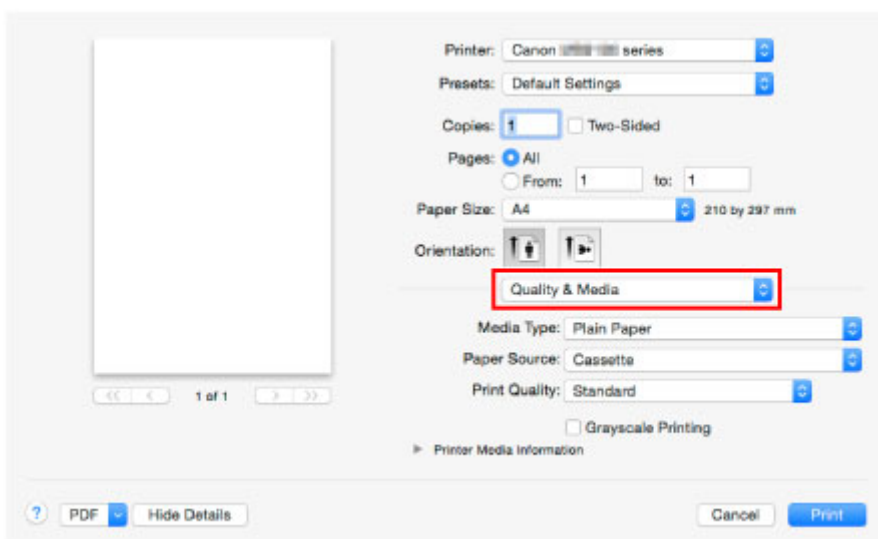 Printer: Canon series
Presets: Default Settings
Copies: 1 Two-Sided
Pages: All
From: 1 to: 1
Paper Size: A4 210 by 297 mm
Orientation:
Quality & Media
Media Type: Plain Paper
Paper Source: Cassette
Print Quality: Standard
Grayscale Printing
Printer Media Information
1 of 1
? PDF Hide Details Cancel Print